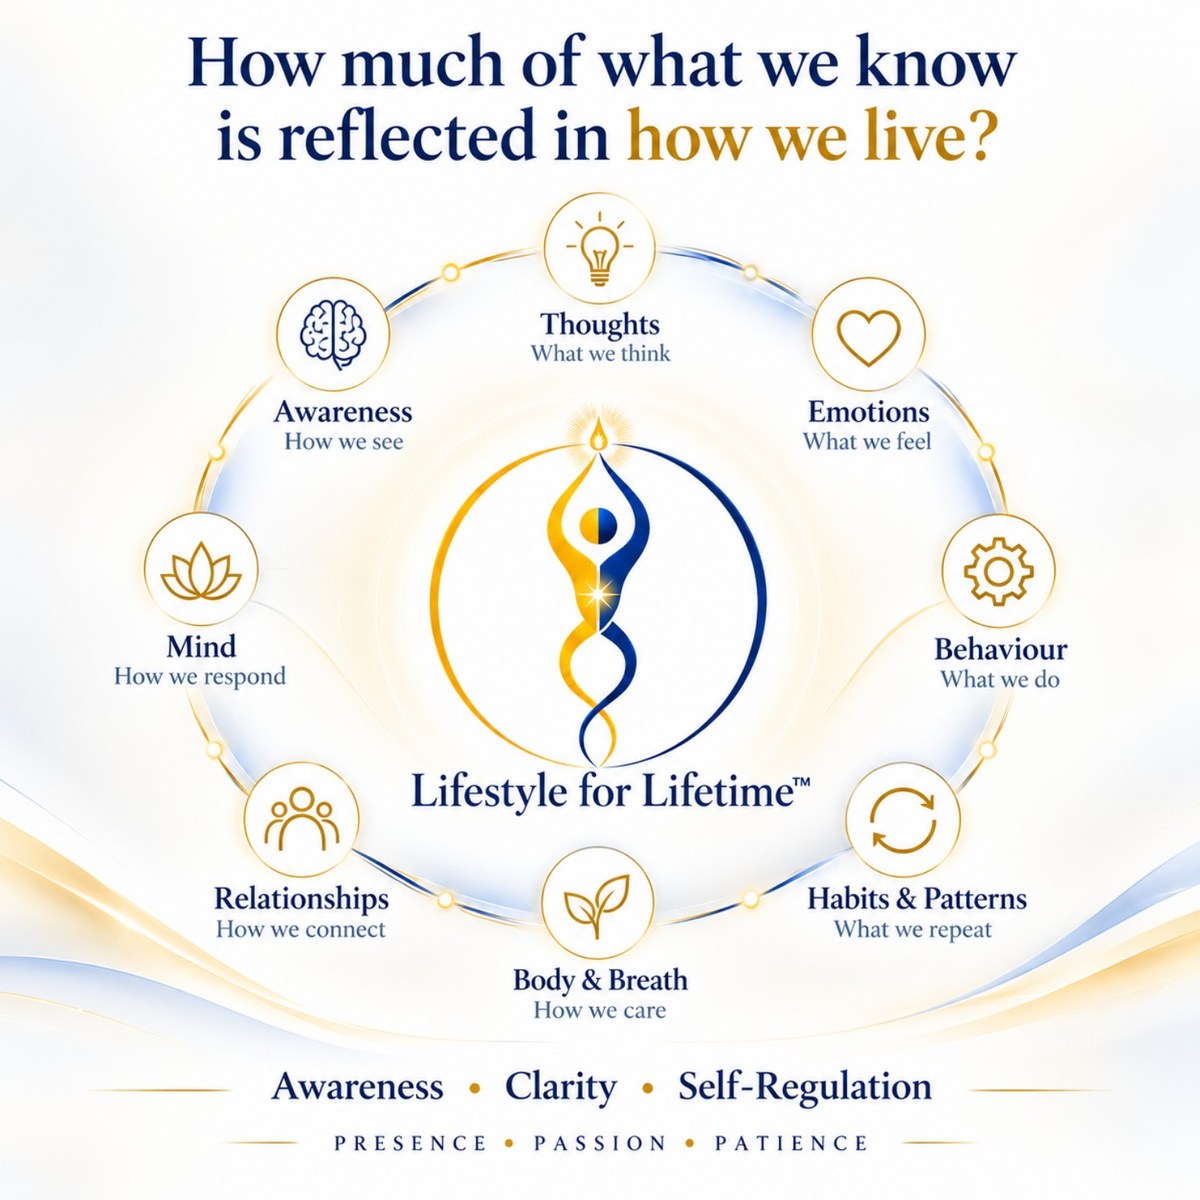 How much of what we know
is reflected in how we live?
Thoughts
What we think
Emotions
What we feel
Behaviour
What we do
Habits & Patterns
What we repeat
Body & Breath
How we care
Relationships
How we connect
Mind
How we respond
Awareness
How we see
Lifestyle for Lifetime™
Awareness • Clarity • Self-Regulation
PRESENCE • PASSION • PATIENCE